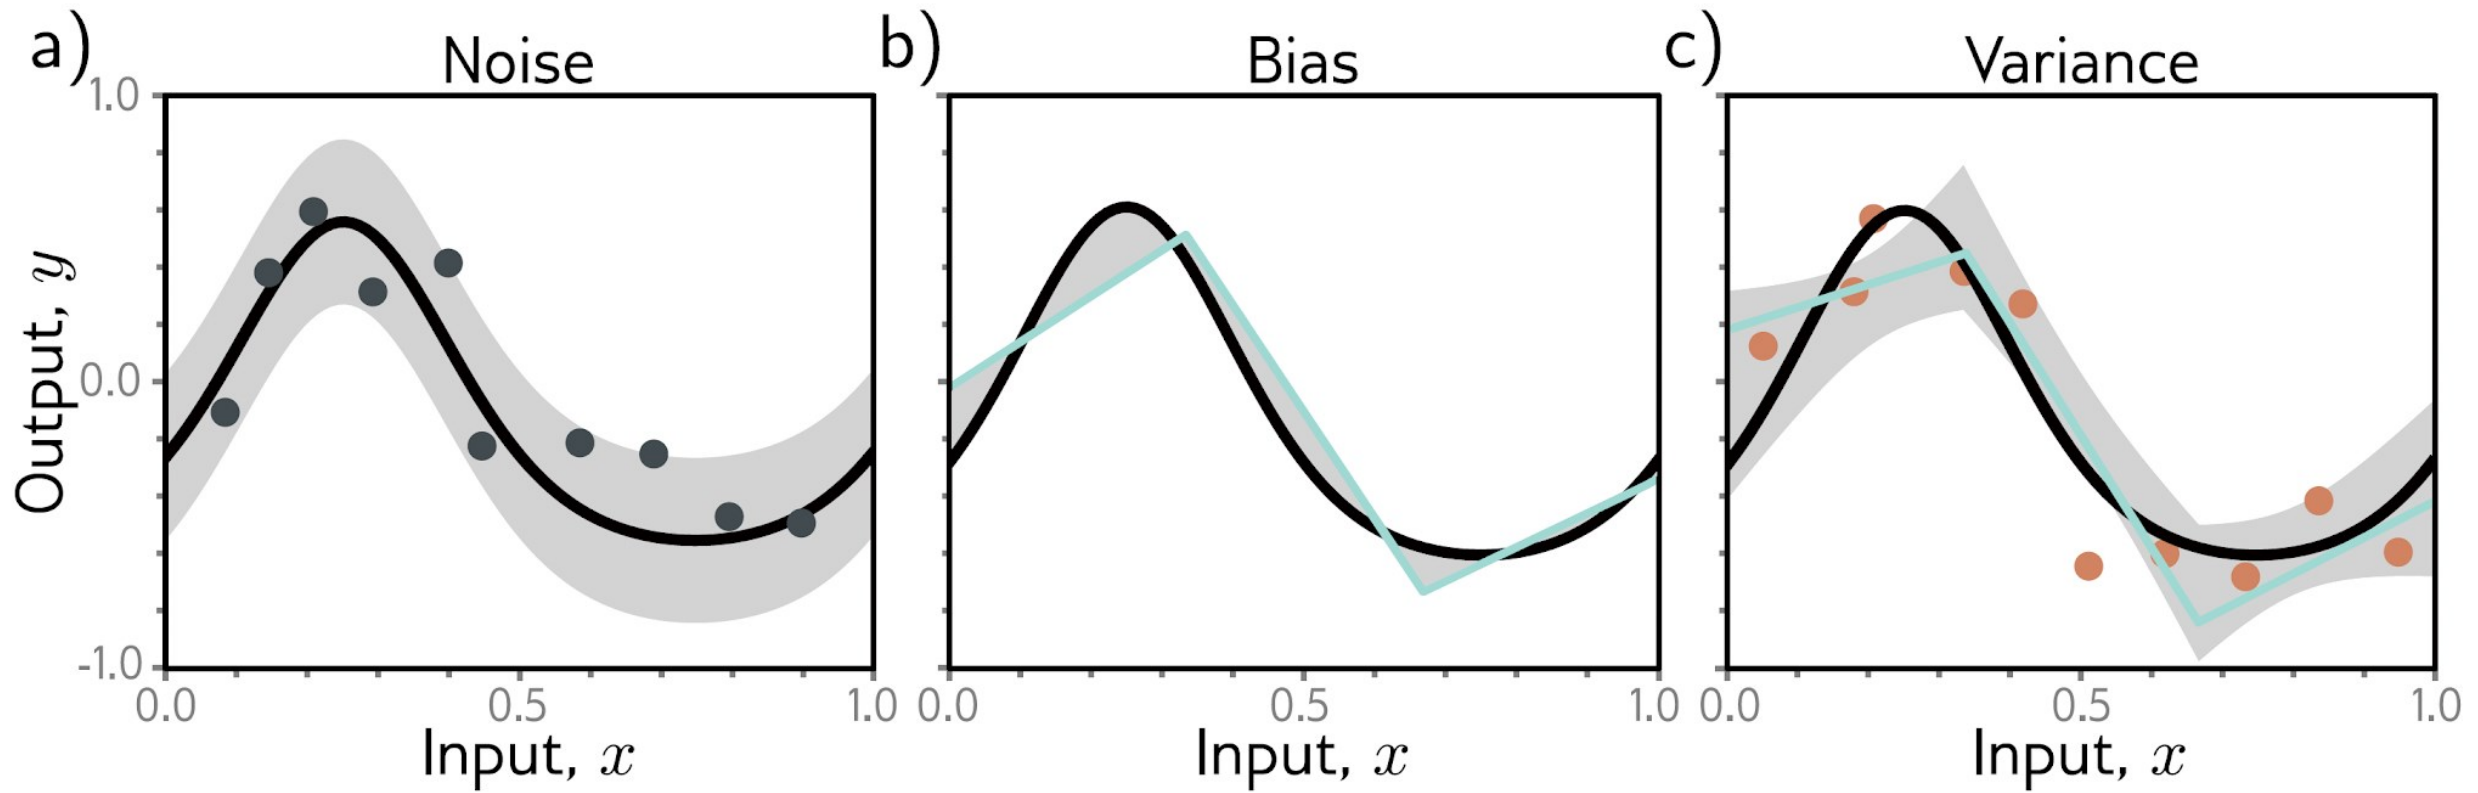 a) Noise
b) Bias
c) Variance
1.0
0.0
-1.0
Output, y
0.0 0.5 1.0
0.0 0.5 1.0
0.0 0.5 1.0
Input, x
Input, x
Input, x